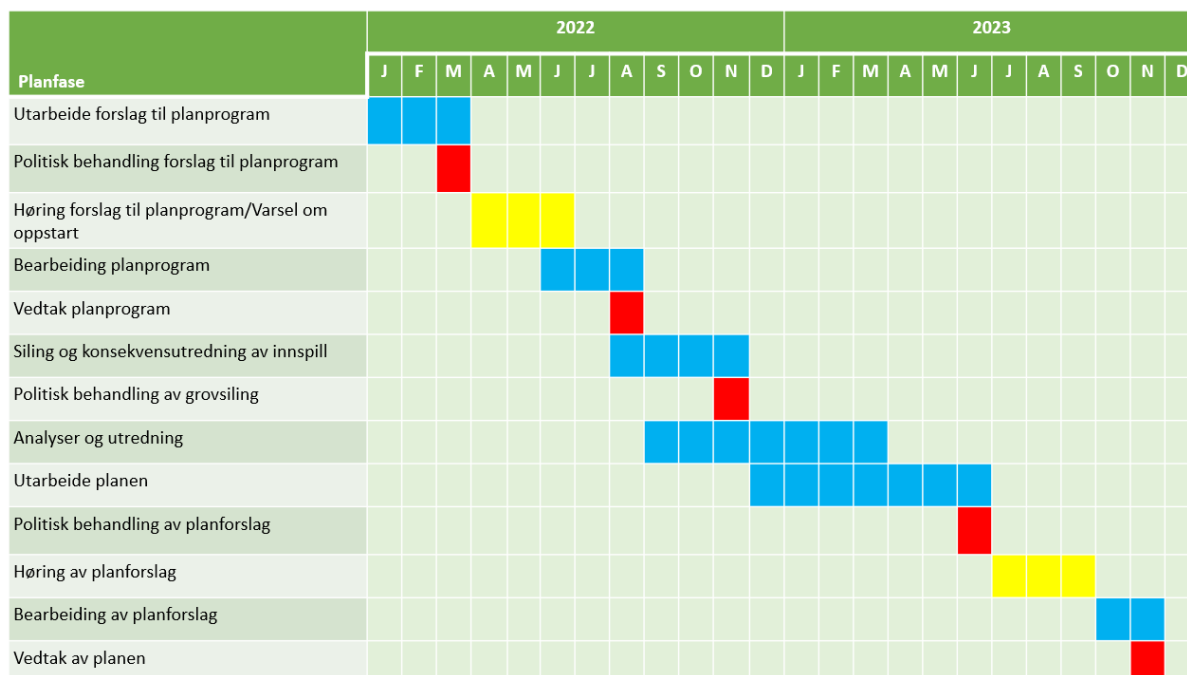 2022 2023
Planfase J F M A M J J A S O N D J F M A M J J A S O N D
Utarbeide forslag til planprogram
Politisk behandling forslag til planprogram
Høring forslag til planprogram/Varsel om
oppstart
Bearbeiding planprogram
Vedtak planprogram
Siling og konsekvensutredning av innspill
Politisk behandling av grovsiling
Analyser og utredning
Utarbeide planen
Politisk behandling av planforslag
Høring av planforslag
Bearbeiding av planforslag
Vedtak av planen